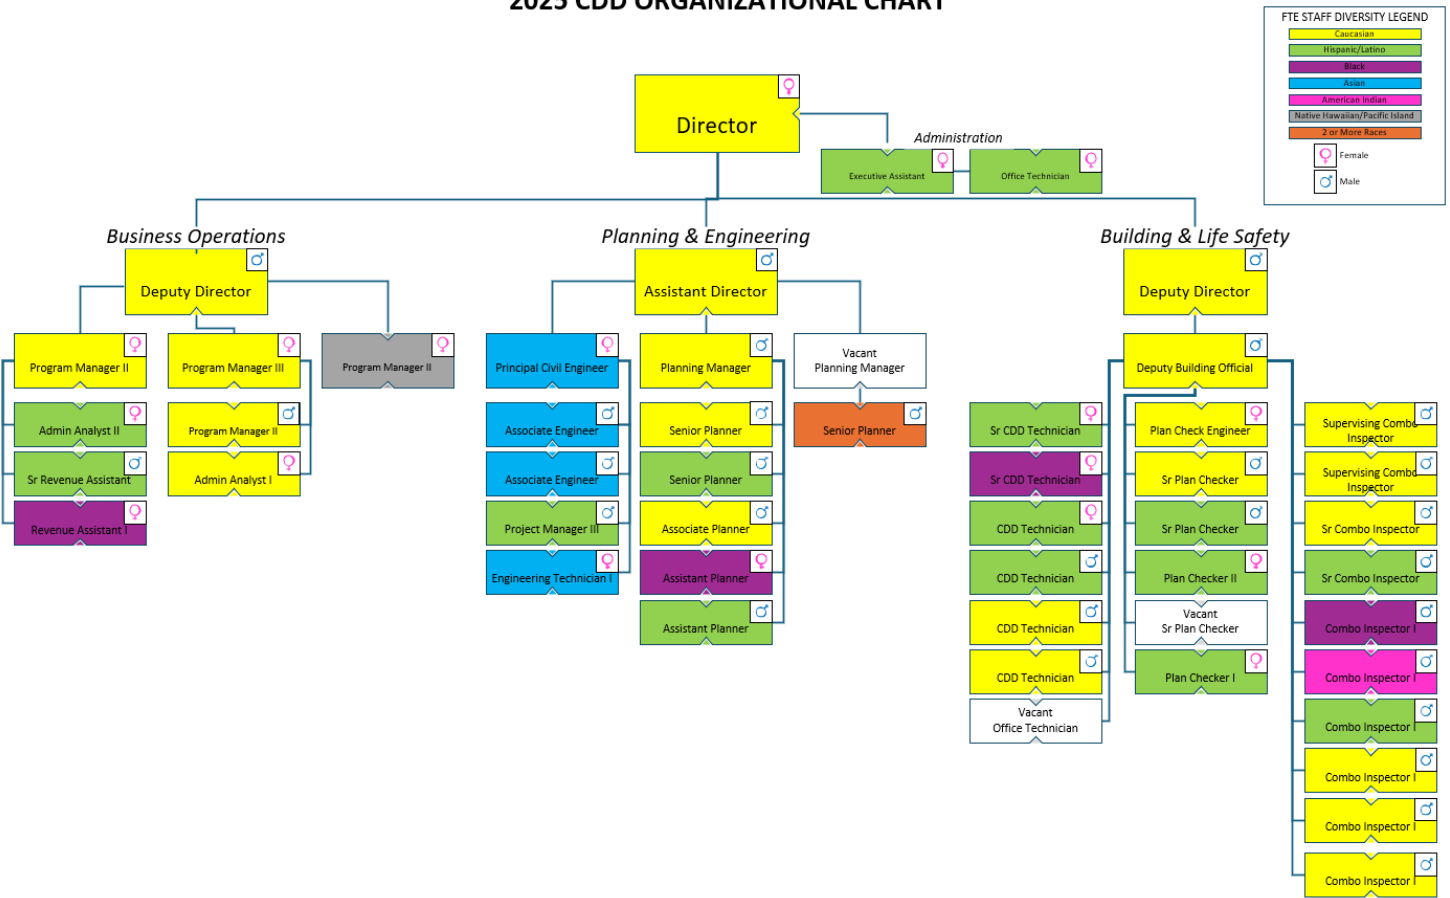 2025 CDD ORGANIZATIONAL CHART
FTE STAFF DIVERSITY LEGEND
Caucasian
Hispanic/Latino
Black
Asian
American Indian
Native Hawaiian/Pacific Island
2 or More Races
Female
Male
Director
Administration
Executive Assistant
Office Technician
Business Operations
Deputy Director
Program Manager II
Program Manager III
Program Manager II
Admin Analyst II
Program Manager II
Sr Revenue Assistant
Admin Analyst I
Revenue Assistant I
Planning & Engineering
Assistant Director
Principal Civil Engineer
Planning Manager
Vacant
Planning Manager
Associate Engineer
Senior Planner
Senior Planner
Associate Engineer
Senior Planner
Project Manager III
Associate Planner
Engineering Technician I
Assistant Planner
Assistant Planner
Building & Life Safety
Deputy Director
Deputy Building Official
Sr CDD Technician
Plan Check Engineer
Supervising Combo
Inspector
Sr CDD Technician
Sr Plan Checker
Supervising Combo
Inspector
CDD Technician
Sr Plan Checker
Sr Combo Inspector
CDD Technician
Plan Checker II
Sr Combo Inspector
CDD Technician
Vacant
Sr Plan Checker
Combo Inspector I
CDD Technician
Plan Checker I
Combo Inspector I
Vacant
Office Technician
Combo Inspector I
Combo Inspector I
Combo Inspector I
Combo Inspector I